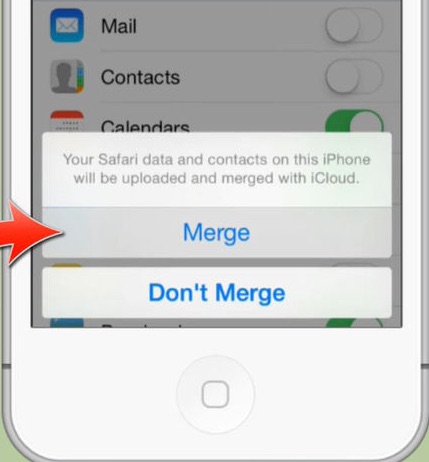 Mail
Contacts
Calendars
Your Safari data and contacts on this iPhone
will be uploaded and merged with iCloud.
Merge
Don't Merge